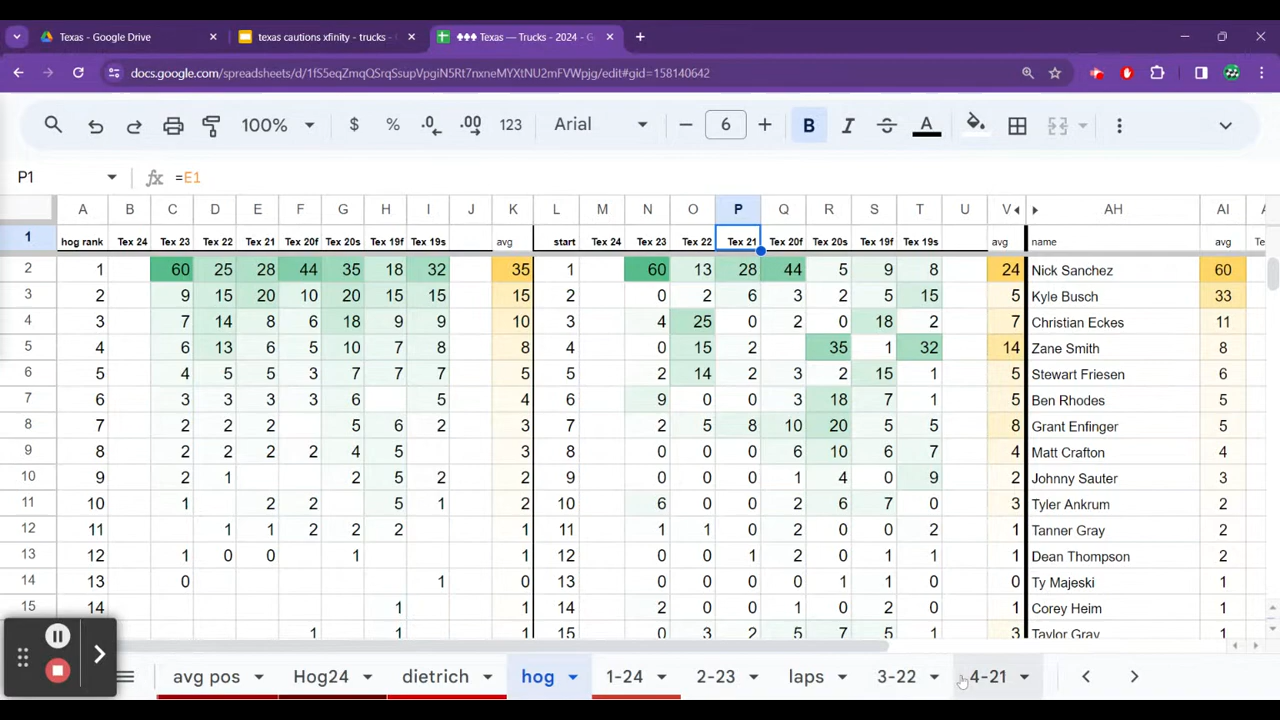 Texas - Google Drive
texas cautions xfinity - trucks -
♦♦♦ Texas — Trucks - 2024 - G
docs.google.com/spreadsheets/d/1fS5eqZmqQSrqSsupVpgiN5Rt7nxneMYXtNU2mFVWpjg/edit#gid=158140642
100% $ % .0 .00 123 Arial 6 B I S A
P1 fx =E1
A B C D E F G H I J K L M N O P Q R S T U V AH AI
1 hog rank Tex 24 Tex 23 Tex 22 Tex 21 Tex 20f Tex 20s Tex 19f Tex 19s avg start Tex 24 Tex 23 Tex 22 Tex 21 Tex 20f Tex 20s Tex 19f Tex 19s avg name avg Te
2 1 60 25 28 44 35 18 32 35 1 60 13 28 44 5 9 8 24 Nick Sanchez 60
3 2 9 15 20 10 20 15 15 15 2 0 2 6 3 2 5 15 5 Kyle Busch 33
4 3 7 14 8 6 18 9 9 10 3 4 25 0 2 0 18 2 7 Christian Eckes 11
5 4 6 13 6 5 10 7 8 8 4 0 15 2 35 1 32 14 Zane Smith 8
6 5 4 5 5 3 7 7 7 5 5 2 14 2 3 2 15 1 5 Stewart Friesen 6
7 6 3 3 3 3 6 5 4 6 9 0 0 3 18 7 1 5 Ben Rhodes 5
8 7 2 2 2 5 6 2 3 7 2 5 8 10 20 5 5 8 Grant Enfinger 5
9 8 2 2 2 2 4 5 3 8 0 0 0 6 10 6 7 4 Matt Crafton 4
10 9 2 1 2 5 2 2 9 0 0 0 1 4 0 9 2 Johnny Sauter 3
11 10 1 2 2 5 1 2 10 6 0 0 2 6 7 0 3 Tyler Ankrum 2
12 11 1 1 2 2 2 1 11 1 1 0 2 0 0 2 1 Tanner Gray 2
13 12 1 0 0 1 1 12 0 0 1 2 0 1 1 1 Dean Thompson 2
14 13 0 1 0 13 0 0 0 0 1 1 0 0 Ty Majeski 1
15 14 1 1 14 2 0 0 1 0 2 0 1 Corey Heim 1
1 1 1 15 0 3 2 5 7 5 1 3 Taylor Gray 1
avg pos Hog24 dietrich hog 1-24 2-23 laps 3-22 4-21